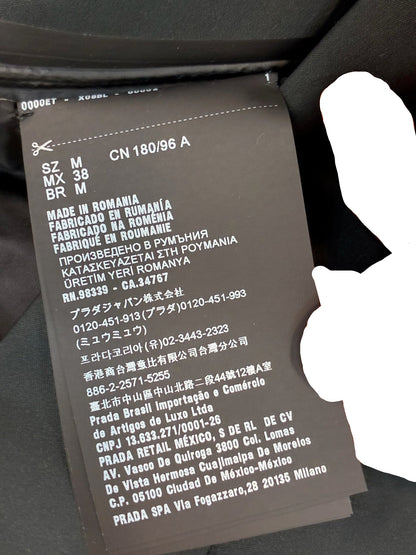 0000ET -
SZ M CN 180/96 A
MX 38
BR M
MADE IN ROMANIA
FABRICADO EN RUMANÍA
FABRICADO NA ROMÊNIA
FABRIQUÉ EN ROUMANIE
ПРОИЗВЕДЕНО В РУМЪНИЯ
ΚΑΤΑΣΚΕΥΑΖΕΤΑΙ ΣΤΗ ΡΟΥΜΑΝΙΑ
ÜRETİM YERİ ROMANYA
RN.98339 - CA.34767
プラダジャパン株式会社
0120-451-913(プラダ)0120-451-993
(ミュウミュウ)
프라다코리아(유)02-3443-2323
香港商台灣童比有限公司台灣分公司
886-2-2571-5255
臺北市中山區中山北路二段44號12樓A
Prada Brasil Importação e Comércio
de Artigos de Luxo Ltda
CNPJ 13.633.271/0001-26
PRADA RETAIL MÉXICO, S DE RL DE CV
AV. Vasco De Quiroga 3800 Col. Lomas
De Vista Hermosa Cuajimalpa De Morelos
C.P. 05100 Ciudad De México-México
PRADA SPA Via Fogazzaro,28 20135 Milano